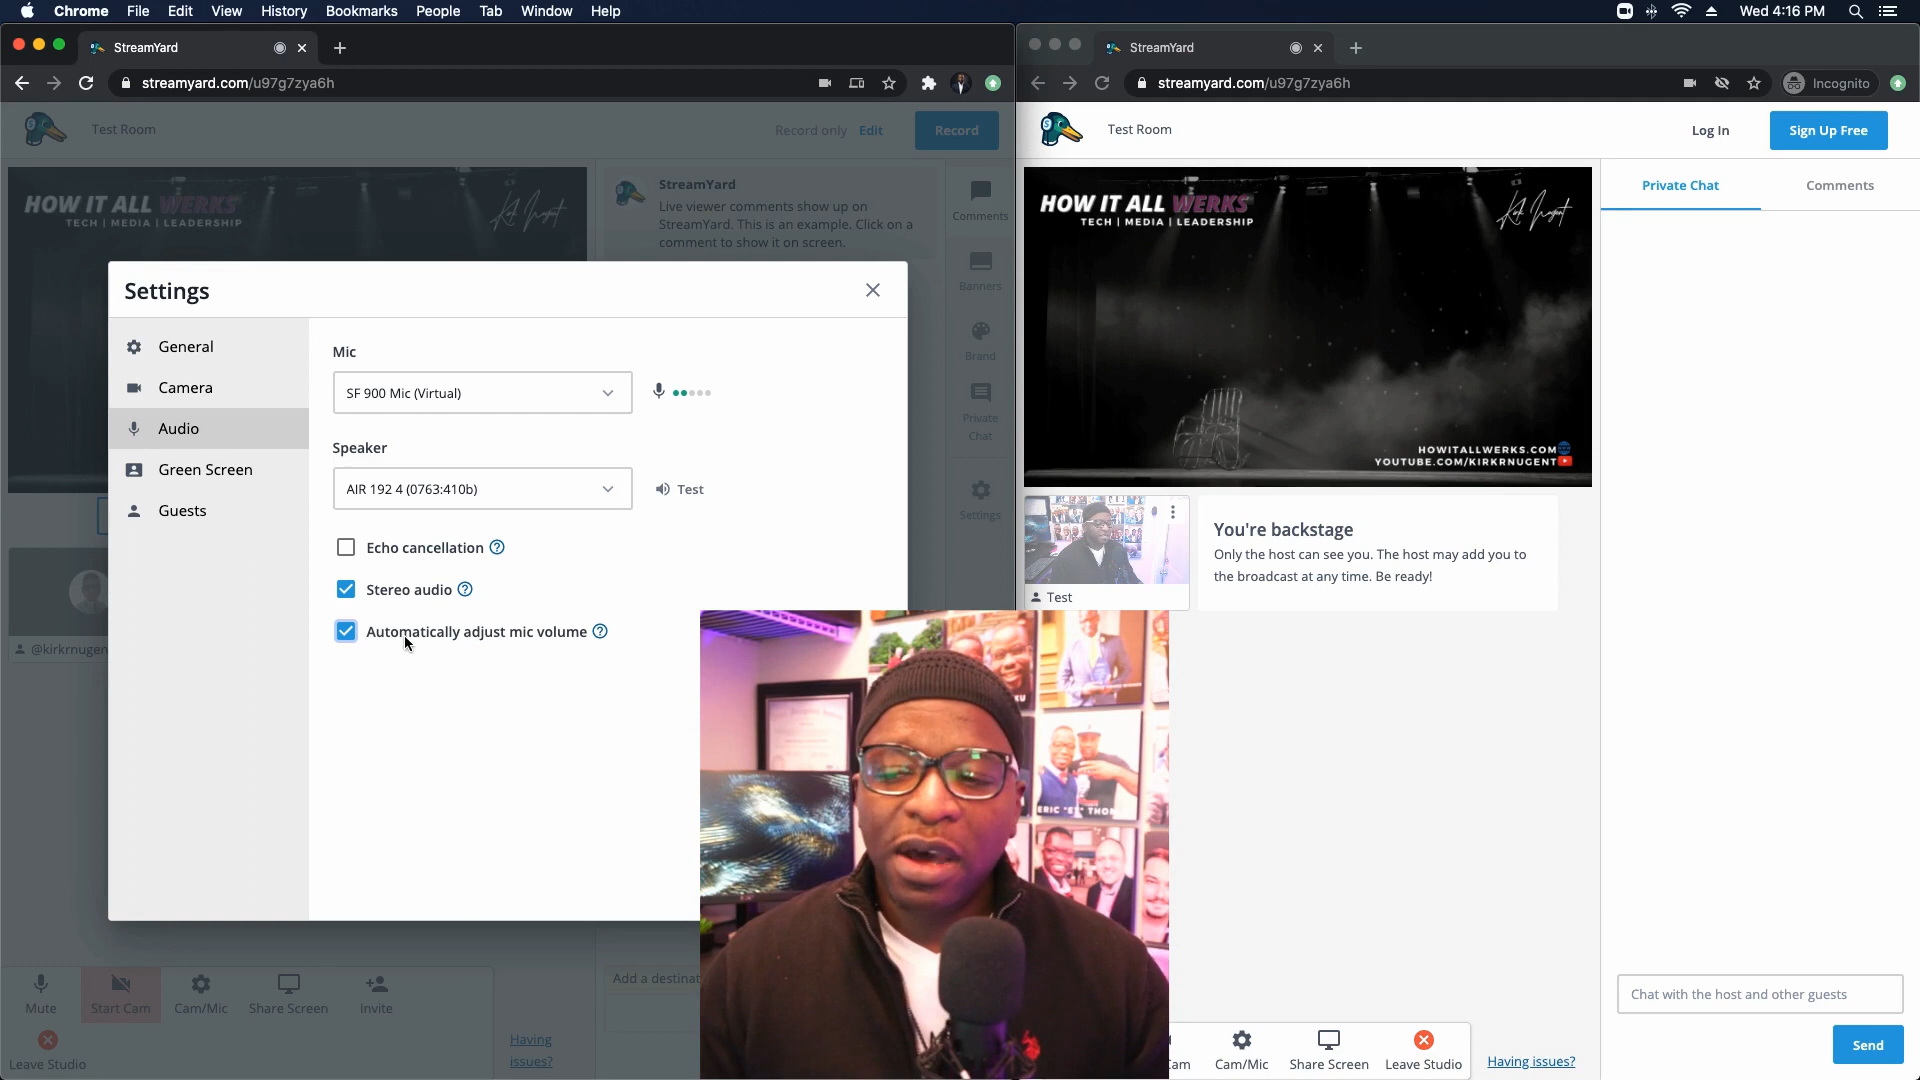 Chrome File Edit View History Bookmarks People Tab Window Help
Wed 4:16 PM
StreamYard
streamyard.com/u97g7zya6h
Test Room
Record only Edit
Record
HOW IT ALL WERKS
TECH | MEDIA | LEADERSHIP
Kirk Nugent
StreamYard
Live viewer comments show up on
StreamYard. This is an example. Click on a
comment to show it on screen.
Comments
Banners
Brand
Private
Chat
Settings
Settings
General
Camera
Audio
Green Screen
Guests
Mic
SF 900 Mic (Virtual)
Speaker
AIR 192 4 (0763:410b)
Test
Echo cancellation
Stereo audio
Automatically adjust mic volume
@kirkrnugen
Add a destinat
Mute
Start Cam
Cam/Mic
Share Screen
Invite
Leave Studio
Having
issues?
StreamYard
streamyard.com/u97g7zya6h
Incognito
Test Room
Log In
Sign Up Free
HOW IT ALL WERKS
TECH | MEDIA | LEADERSHIP
Kirk Nugent
HOWITALLWERKS.COM
YOUTUBE.COM/KIRKRNUGENT
Private Chat
Comments
Test
You're backstage
Only the host can see you. The host may add you to
the broadcast at any time. Be ready!
ERIC "ET" THO
Cam/Mic
Share Screen
Leave Studio
Having issues?
Chat with the host and other guests
Send